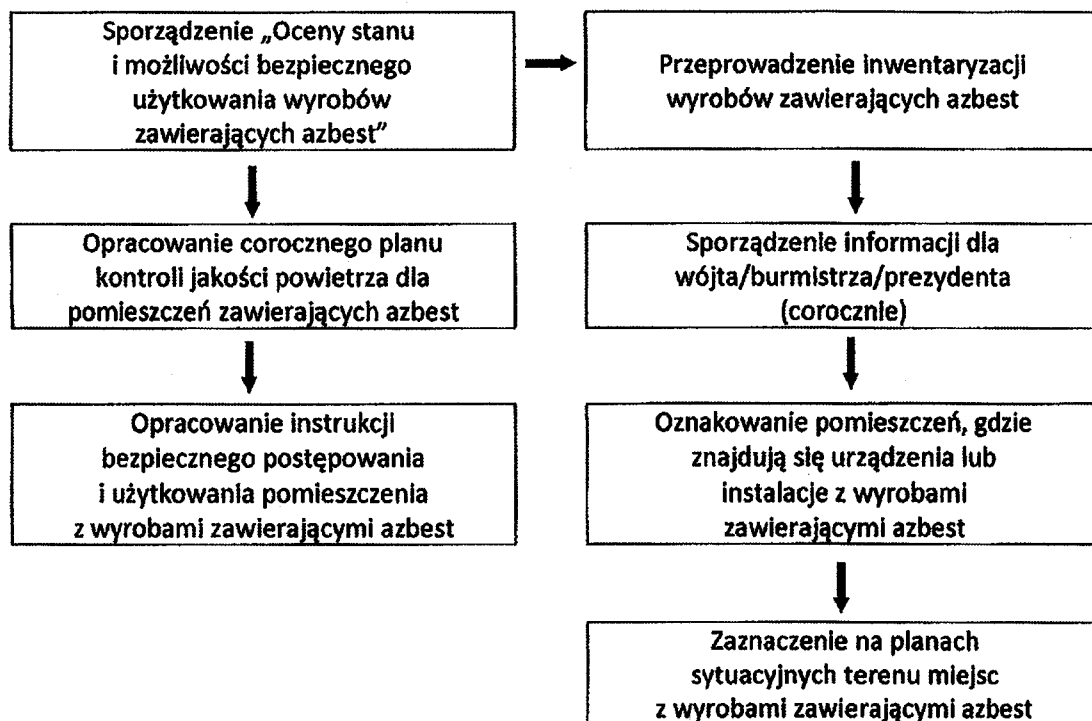 Sporządzenie „Oceny stanu
i możliwości bezpiecznego
użytkowania wyrobów
zawierających azbest”
Przeprowadzenie inwentaryzacji
wyrobów zawierających azbest
Opracowanie corocznego planu
kontroli jakości powietrza dla
pomieszczeń zawierających azbest
Sporządzenie informacji dla
wójta/burmistrza/prezydenta
(corocznie)
Opracowanie instrukcji
bezpiecznego postępowania
i użytkowania pomieszczenia
z wyrobami zawierającymi azbest
Oznakowanie pomieszczeń, gdzie
znajdują się urządzenia lub
instalacje z wyrobami
zawierającymi azbest
Zaznaczenie na planach
sytuacyjnych terenu miejsc
z wyrobami zawierającymi azbest